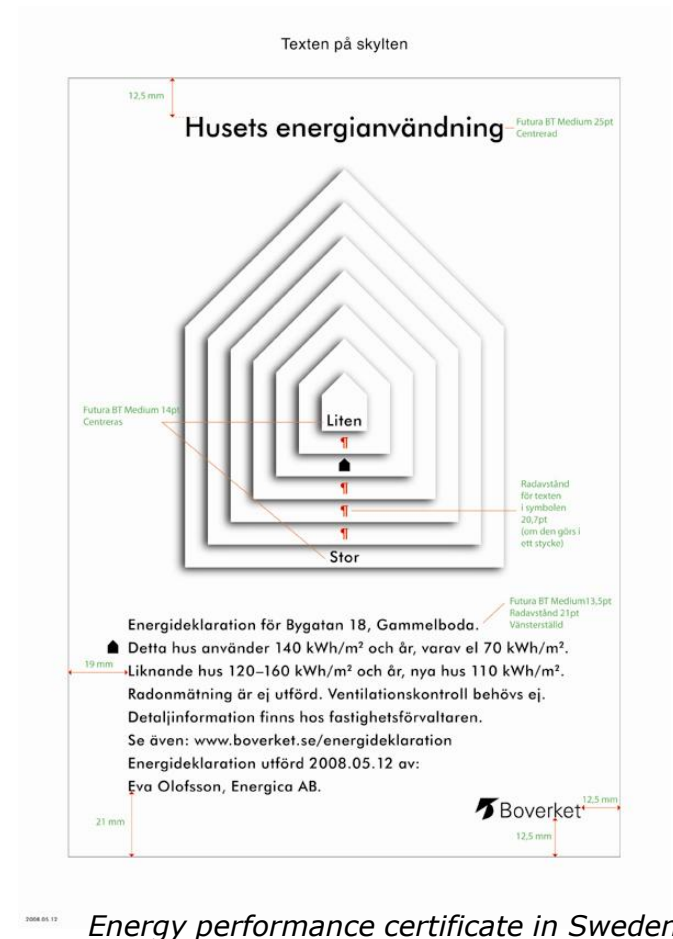 Texten på skylten
12,5 mm
Husets energianvändning
Futura BT Medium 25pt
Centrerad
Futura BT Medium 14pt
Centreras
Liten
¶
¶
¶
¶
Stor
Radavstånd
för texten
i symbolen
20,7pt
(om den görs i
ett stycke)
Futura BT Medium13,5pt
Radavstånd 21pt
Vänsterställd
Energideklaration för Bygatan 18, Gammelboda.
Detta hus använder 140 kWh/m² och år, varav el 70 kWh/m².
19 mm
Liknande hus 120–160 kWh/m² och år, nya hus 110 kWh/m².
Radonmätning är ej utförd. Ventilationskontroll behövs ej.
Detaljinformation finns hos fastighetsförvaltaren.
Se även: www.boverket.se/energideklaration
Energideklaration utförd 2008.05.12 av:
Eva Olofsson, Energica AB.
21 mm
Boverket
12,5 mm
12,5 mm
2008.05.12
Energy performance certificate in Sweden